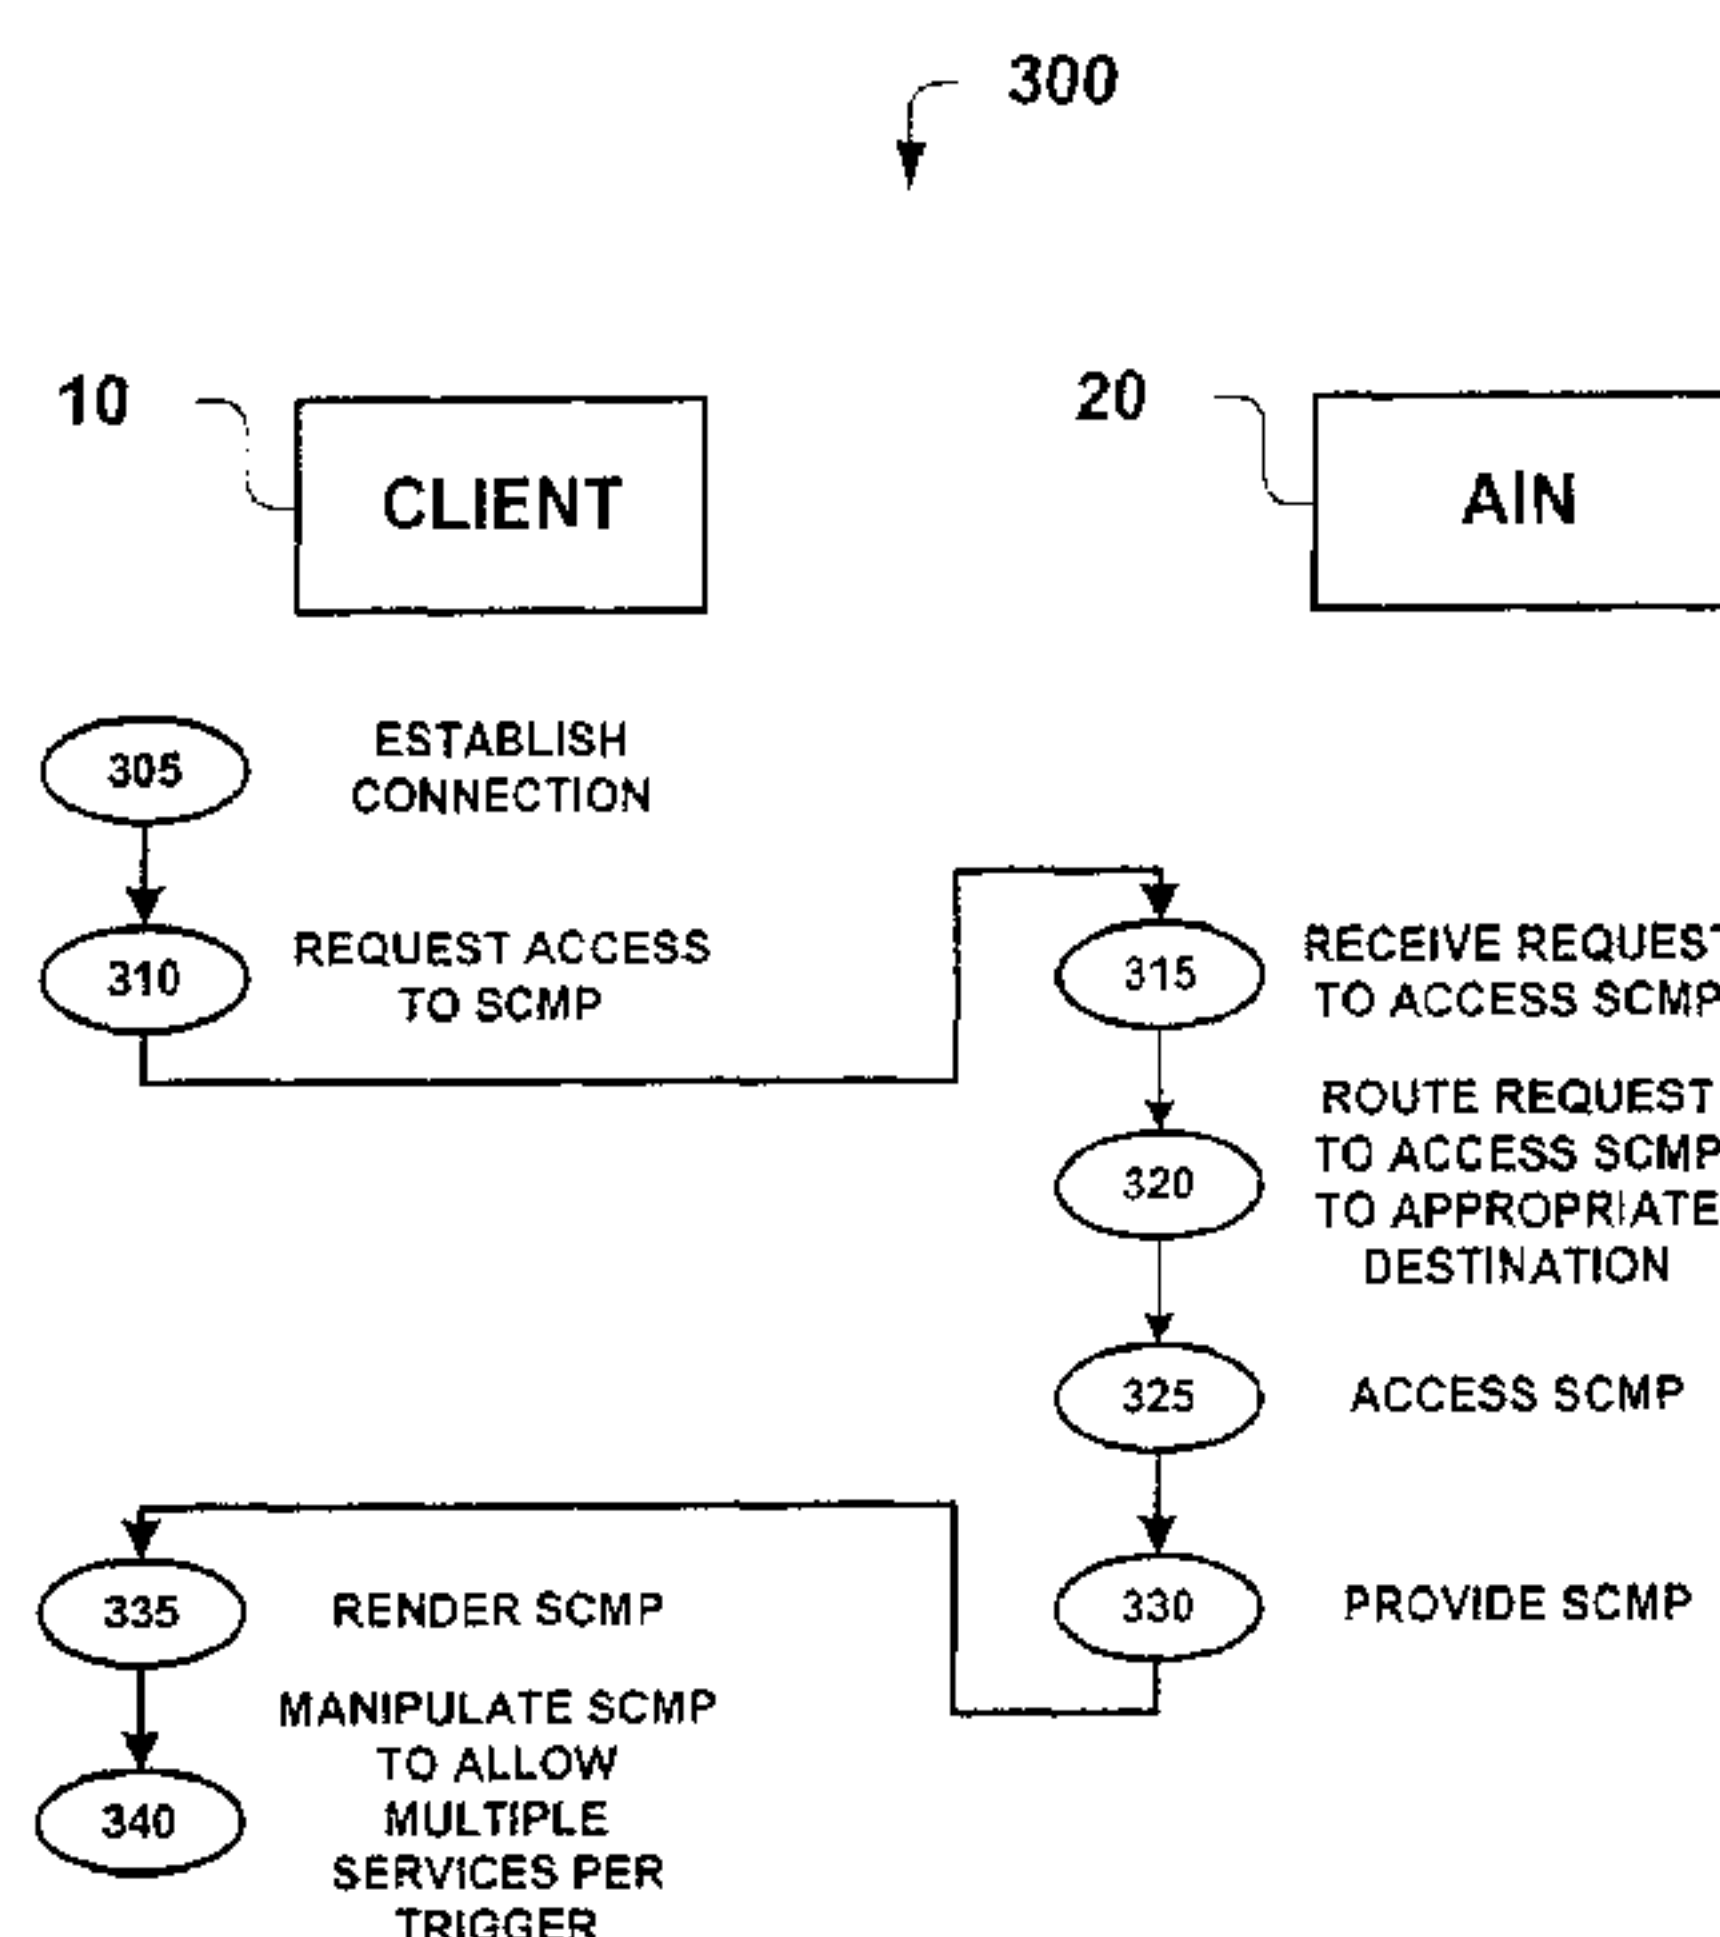 300
10
CLIENT
20
AIN
305
ESTABLISH
CONNECTION
310
REQUEST ACCESS
TO SCMP
315
RECEIVE REQUEST
TO ACCESS SCMP
320
ROUTE REQUEST
TO ACCESS SCMP
TO APPROPRIATE
DESTINATION
325
ACCESS SCMP
330
PROVIDE SCMP
335
RENDER SCMP
340
MANIPULATE SCMP
TO ALLOW
MULTIPLE
SERVICES PER
TRIGGER